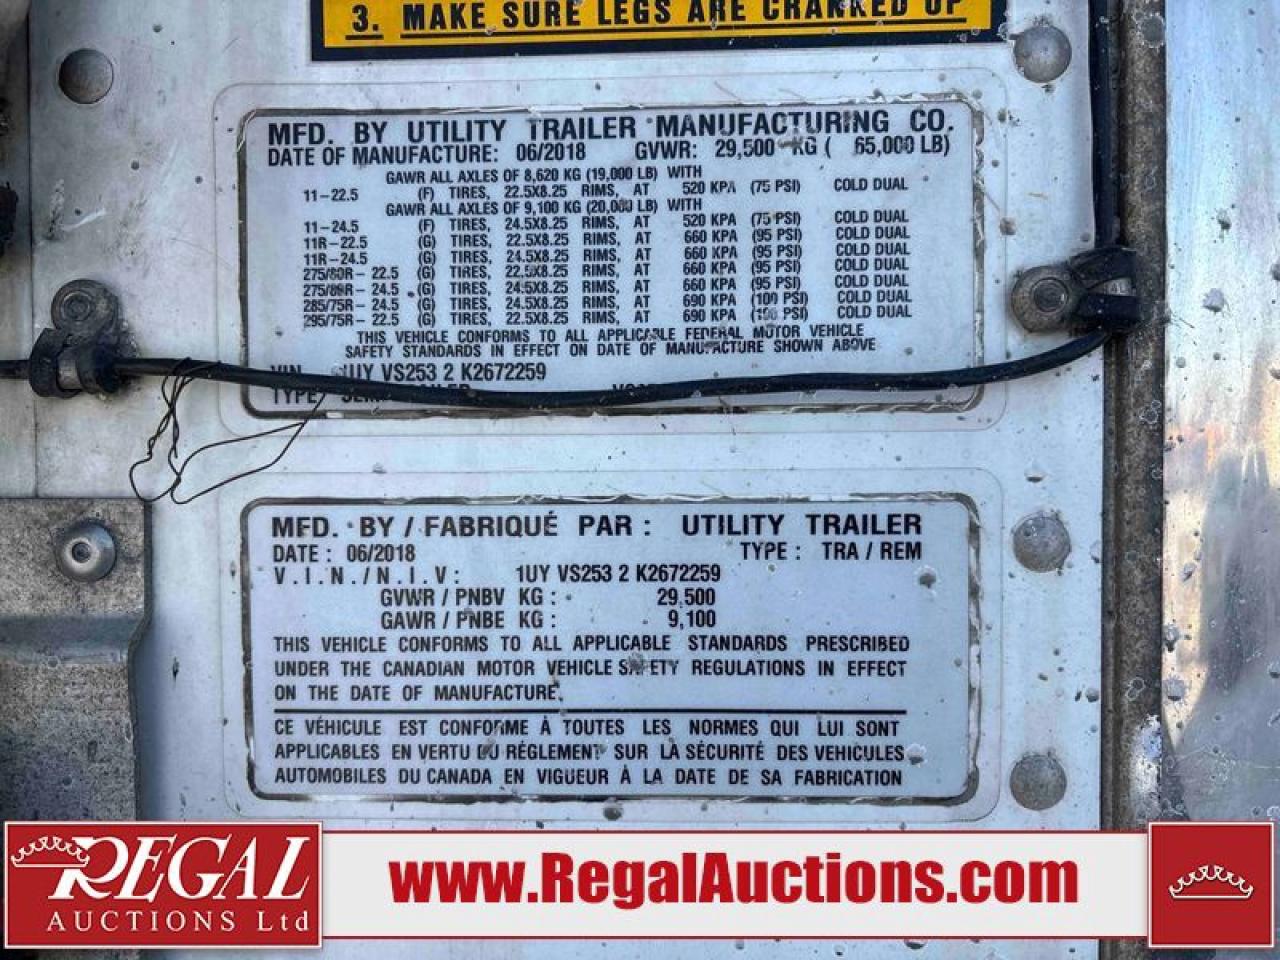 3. MAKE SURE LEGS ARE CRANKED UP
MFD. BY UTILITY TRAILER MANUFACTURING CO.
DATE OF MANUFACTURE: 06/2018 GVWR: 29,500 KG ( 65,000 LB)
GAWR ALL AXLES OF 8,620 KG (19,000 LB) WITH
11-22.5 (F) TIRES, 22.5X8.25 RIMS, AT 520 KPA (75 PSI) COLD DUAL
GAWR ALL AXLES OF 9,100 KG (20,000 LB) WITH
11-24.5 (F) TIRES, 24.5X8.25 RIMS, AT 520 KPA (75 PSI) COLD DUAL
11R-22.5 (G) TIRES, 22.5X8.25 RIMS, AT 660 KPA (95 PSI) COLD DUAL
11R-24.5 (G) TIRES, 24.5X8.25 RIMS, AT 660 KPA (95 PSI) COLD DUAL
275/80R-22.5 (G) TIRES, 22.5X8.25 RIMS, AT 660 KPA (95 PSI) COLD DUAL
275/80R-24.5 (G) TIRES, 24.5X8.25 RIMS, AT 660 KPA (95 PSI) COLD DUAL
285/75R-24.5 (G) TIRES, 24.5X8.25 RIMS, AT 690 KPA (100 PSI) COLD DUAL
295/75R-22.5 (G) TIRES, 22.5X8.25 RIMS, AT 690 KPA (100 PSI) COLD DUAL
THIS VEHICLE CONFORMS TO ALL APPLICABLE FEDERAL MOTOR VEHICLE
SAFETY STANDARDS IN EFFECT ON DATE OF MANUFACTURE SHOWN ABOVE
VIN 1UY VS253 2 K2672259
TYPE
MFD. BY / FABRIQUÉ PAR : UTILITY TRAILER
DATE : 06/2018 TYPE : TRA / REM
V.I.N./N.I.V: 1UY VS253 2 K2672259
GVWR / PNBV KG : 29,500
GAWR / PNBE KG : 9,100
THIS VEHICLE CONFORMS TO ALL APPLICABLE STANDARDS PRESCRIBED
UNDER THE CANADIAN MOTOR VEHICLE SAFETY REGULATIONS IN EFFECT
ON THE DATE OF MANUFACTURE.
CE VÉHICULE EST CONFORME À TOUTES LES NORMES QUI LUI SONT
APPLICABLES EN VERTU DU RÉGLEMENT SUR LA SÉCURITÉ DES VEHICULES
AUTOMOBILES DU CANADA EN VIGUEUR À LA DATE DE SA FABRICATION
REGAL
AUCTIONS Ltd
www.RegalAuctions.com